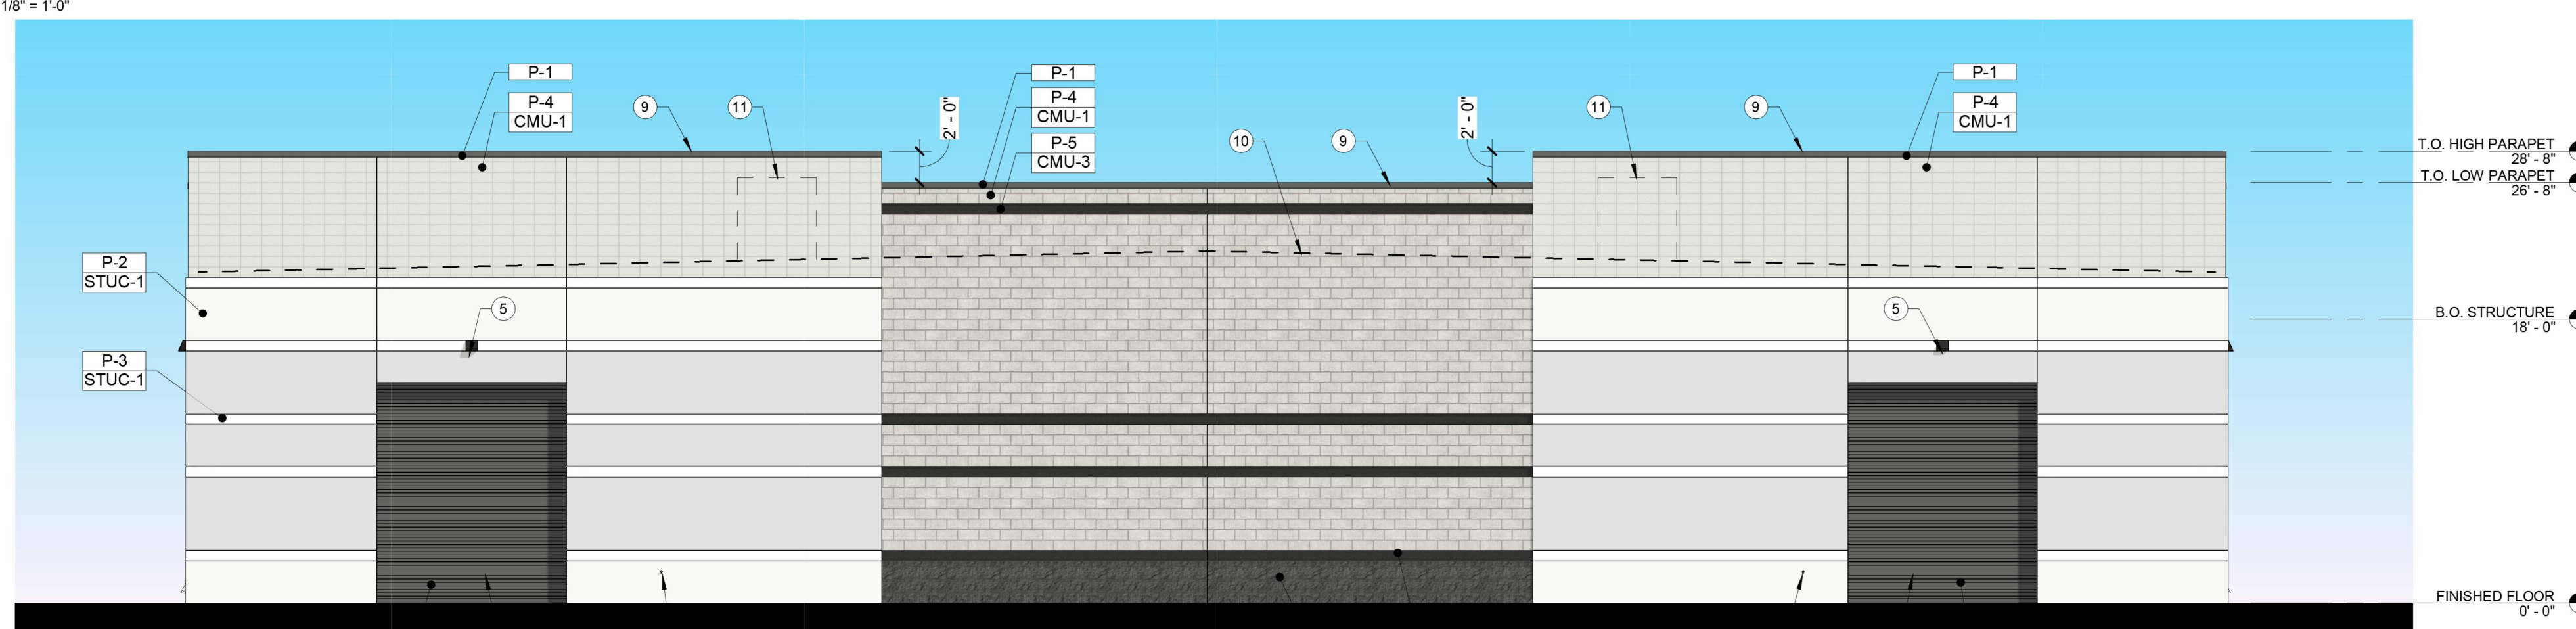 1/8" = 1'-0"
P-1
P-4
CMU-1
9
11
2' - 0"
P-1
P-4
CMU-1
P-5
CMU-3
10
9
2' - 0"
11
9
P-1
P-4
CMU-1
T.O. HIGH PARAPET
28' - 8"
T.O. LOW PARAPET
26' - 8"
P-2
STUC-1
5
5
B.O. STRUCTURE
18' - 0"
P-3
STUC-1
FINISHED FLOOR
0' - 0"